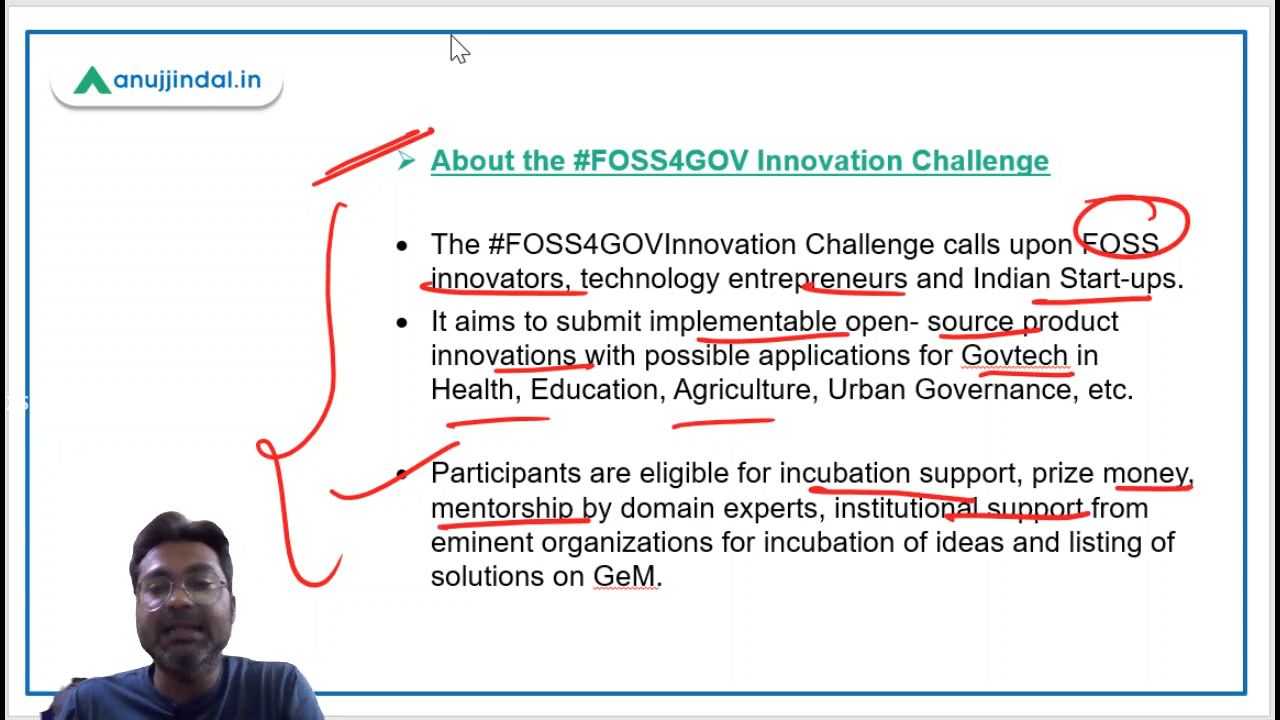 anujjindal.in
About the #FOSS4GOV Innovation Challenge
The #FOSS4GOVInnovation Challenge calls upon FOSS
innovators, technology entrepreneurs and Indian Start-ups.
It aims to submit implementable open- source product
innovations with possible applications for Govtech in
Health, Education, Agriculture, Urban Governance, etc.
Participants are eligible for incubation support, prize money,
mentorship by domain experts, institutional support from
eminent organizations for incubation of ideas and listing of
solutions on GeM.